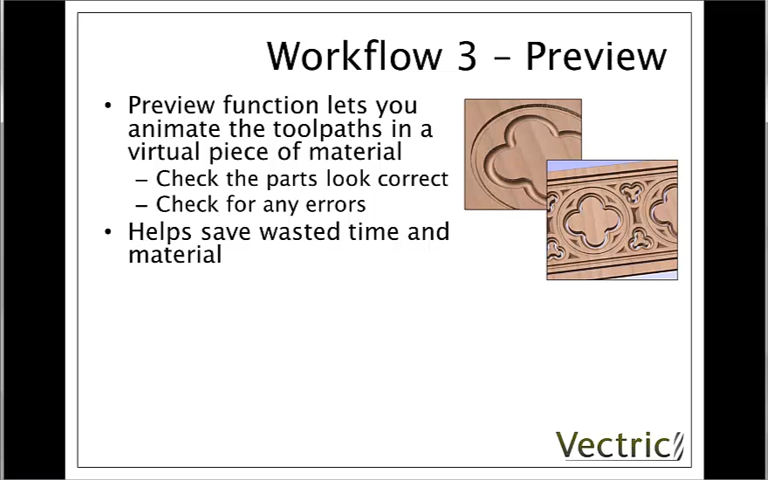 Workflow 3 – Preview
• Preview function lets you
animate the toolpaths in a
virtual piece of material
– Check the parts look correct
– Check for any errors
• Helps save wasted time and
material
Vectric